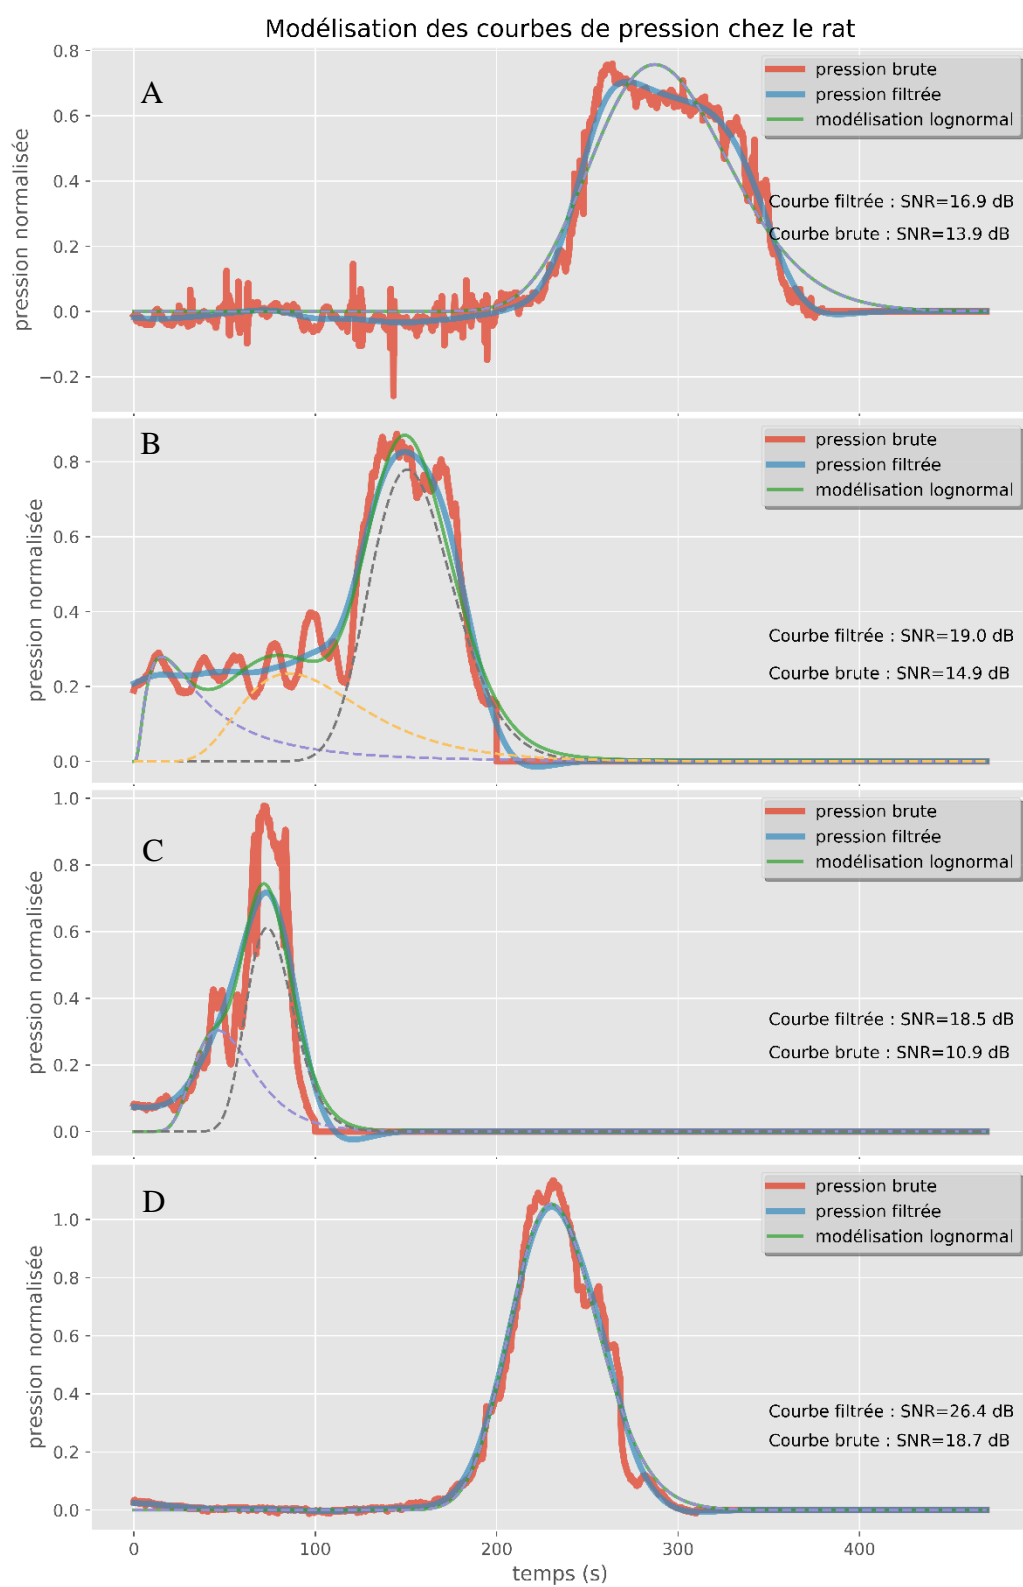 Modélisation des courbes de pression chez le rat
A
pression brute
pression filtrée
modélisation lognormal
Courbe filtrée : SNR=16.9 dB
Courbe brute : SNR=13.9 dB
pression normalisée
0.8
0.6
0.4
0.2
0.0
−0.2
B
pression brute
pression filtrée
modélisation lognormal
Courbe filtrée : SNR=19.0 dB
Courbe brute : SNR=14.9 dB
pression normalisée
0.8
0.6
0.4
0.2
0.0
C
pression brute
pression filtrée
modélisation lognormal
Courbe filtrée : SNR=18.5 dB
Courbe brute : SNR=10.9 dB
pression normalisée
1.0
0.8
0.6
0.4
0.2
0.0
D
pression brute
pression filtrée
modélisation lognormal
Courbe filtrée : SNR=26.4 dB
Courbe brute : SNR=18.7 dB
pression normalisée
1.0
0.8
0.6
0.4
0.2
0.0
0 100 200 300 400
temps (s)